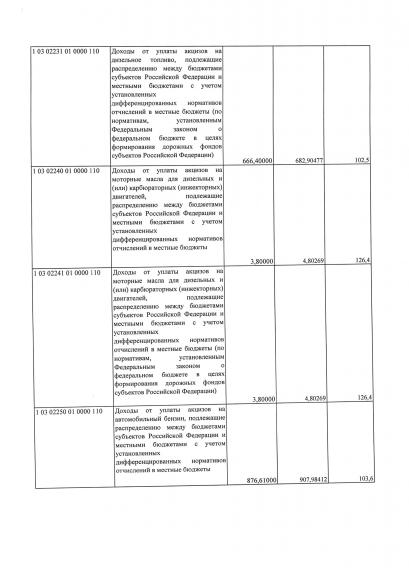 1 03 02231 01 0000 110
Доходы от уплаты акцизов на
дизельное топливо, подлежащие
распределению между бюджетами
субъектов Российской Федерации и
местными бюджетами с учетом
установленных
дифференцированных нормативов
отчислений в местные бюджеты (по
нормативам, установленным
Федеральным законом о
федеральном бюджете в целях
формирования дорожных фондов
субъектов Российской Федерации)
666,40000 682,90477 102,5
1 03 02240 01 0000 110
Доходы от уплаты акцизов на
моторные масла для дизельных и
(или) карбюраторных (инжекторных)
двигателей, подлежащие
распределению между бюджетами
субъектов Российской Федерации и
местными бюджетами с учетом
установленных
дифференцированных нормативов
отчислений в местные бюджеты
3,80000 4,80269 126,4
1 03 02241 01 0000 110
Доходы от уплаты акцизов на
моторные масла для дизельных и
(или) карбюраторных (инжекторных)
двигателей, подлежащие
распределению между бюджетами
субъектов Российской Федерации и
местными бюджетами с учетом
установленных
дифференцированных нормативов
отчислений в местные бюджеты (по
нормативам, установленным
Федеральным законом о
федеральном бюджете в целях
формирования дорожных фондов
субъектов Российской Федерации)
3,80000 4,80269 126,4
1 03 02250 01 0000 110
Доходы от уплаты акцизов на
автомобильный бензин, подлежащие
распределению между бюджетами
субъектов Российской Федерации и
местными бюджетами с учетом
установленных
дифференцированных нормативов
отчислений в местные бюджеты
876,61000 907,98412 103,6